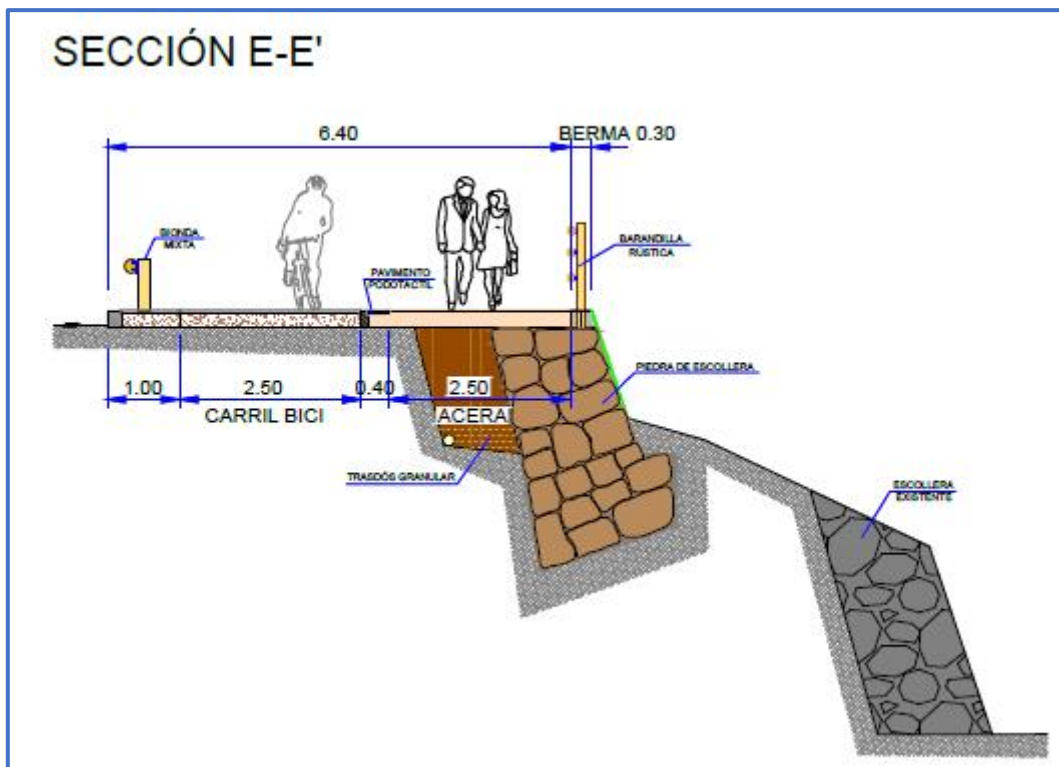 SECCIÓN E-E'
6.40
BERMA 0.30
BIONDA
MIXTA
PAVIMENTO
PODOTÁCTIL
BARANDILLA
RÚSTICA
PIEDRA DE ESCOLLERA
1.00
2.50
0.40
2.50
CARRIL BICI
ACERA
TRASDÓS GRANULAR
ESCOLLERA
EXISTENTE